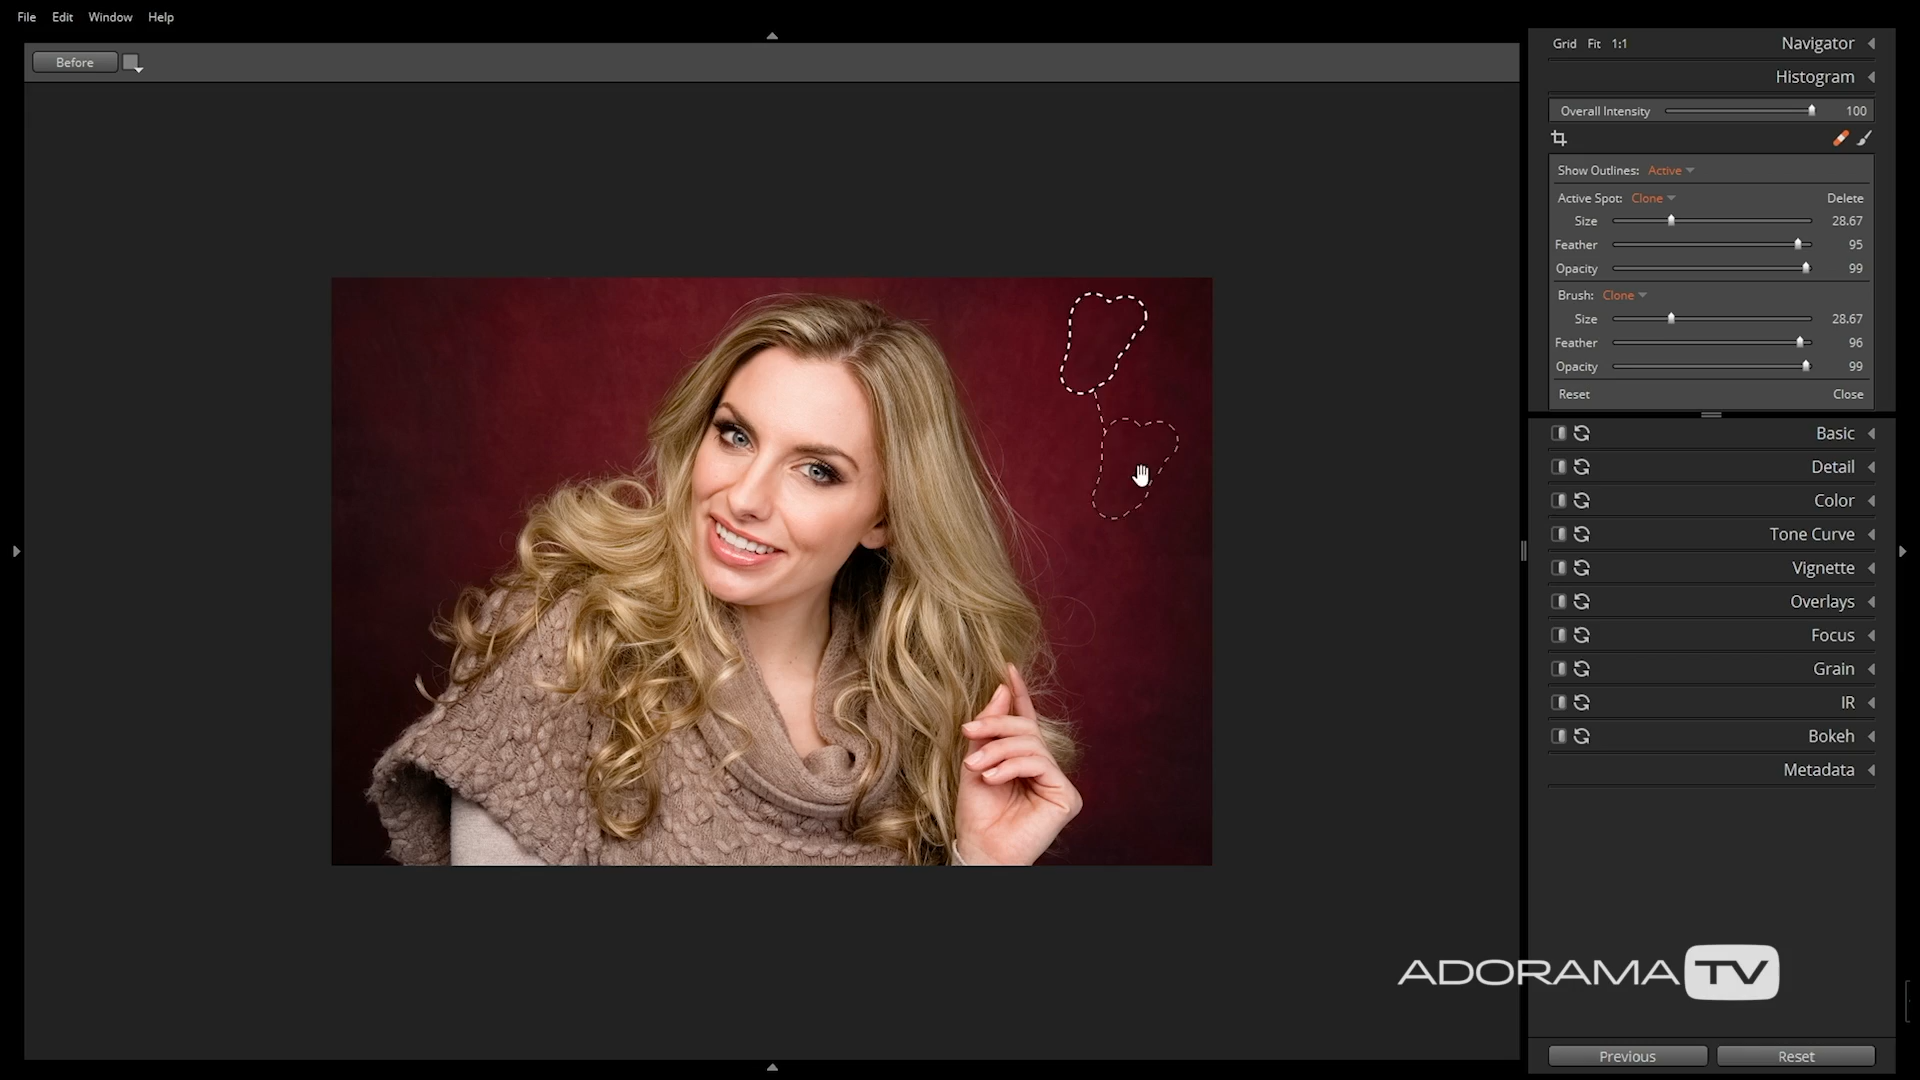 File Edit Window Help
Before
Grid Fit 1:1 Navigator
Histogram
Overall Intensity 100
Show Outlines: Active
Active Spot: Clone Delete
Size 28.67
Feather 95
Opacity 99
Brush: Clone
Size 28.67
Feather 96
Opacity 99
Reset Close
Basic
Detail
Color
Tone Curve
Vignette
Overlays
Focus
Grain
IR
Bokeh
Metadata
ADORAMA TV
Previous Reset